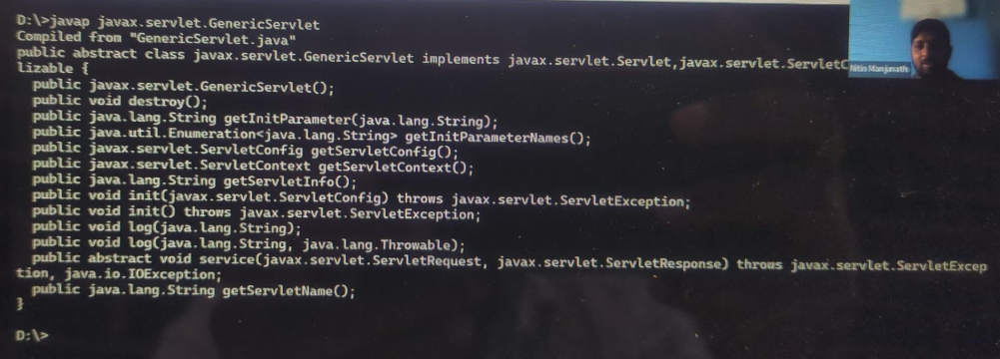 D:\>javap javax.servlet.GenericServlet
Compiled from "GenericServlet.java"
public abstract class javax.servlet.GenericServlet implements javax.servlet.Servlet,javax.servlet.ServletC
Nitin Manjunath
lizable {
  public javax.servlet.GenericServlet();
  public void destroy();
  public java.lang.String getInitParameter(java.lang.String);
  public java.util.Enumeration<java.lang.String> getInitParameterNames();
  public javax.servlet.ServletConfig getServletConfig();
  public javax.servlet.ServletContext getServletContext();
  public java.lang.String getServletInfo();
  public void init(javax.servlet.ServletConfig) throws javax.servlet.ServletException;
  public void init() throws javax.servlet.ServletException;
  public void log(java.lang.String);
  public void log(java.lang.String, java.lang.Throwable);
  public abstract void service(javax.servlet.ServletRequest, javax.servlet.ServletResponse) throws javax.servlet.ServletExcep
tion, java.io.IOException;
  public java.lang.String getServletName();
}
D:\>